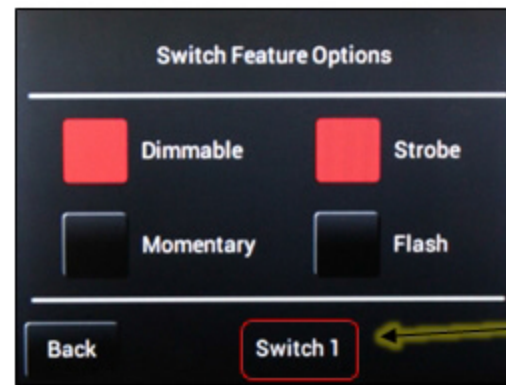 Switch Feature Options
Dimmable
Strobe
Momentary
Flash
Back
Switch 1